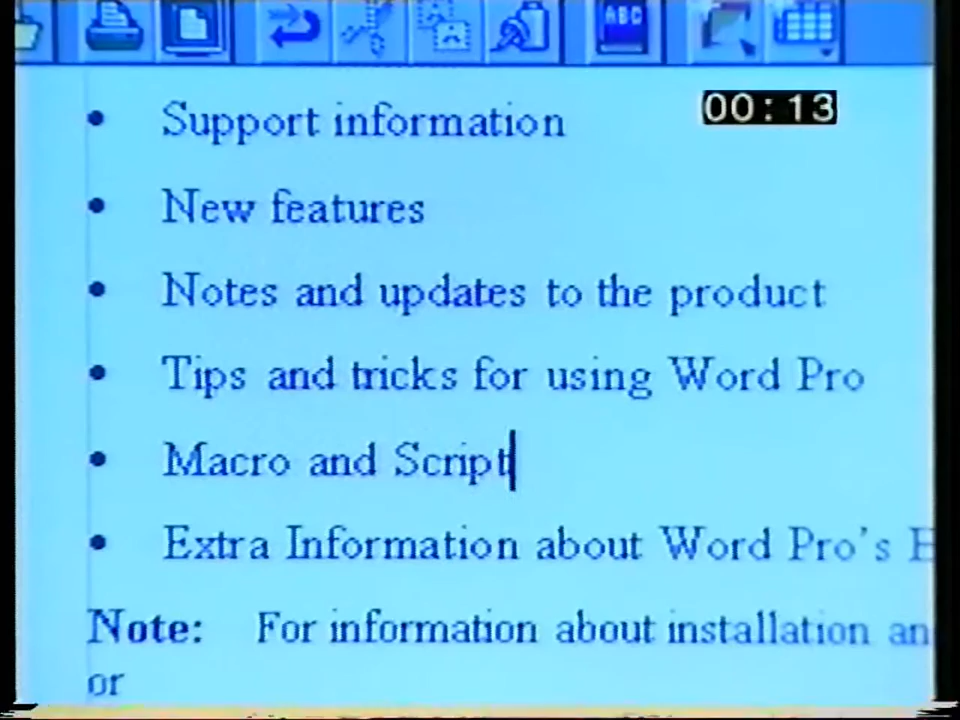 ABC
00:13
• Support information
• New features
• Notes and updates to the product
• Tips and tricks for using Word Pro
• Macro and Script
• Extra Information about Word Pro's
Note: For information about installation
or